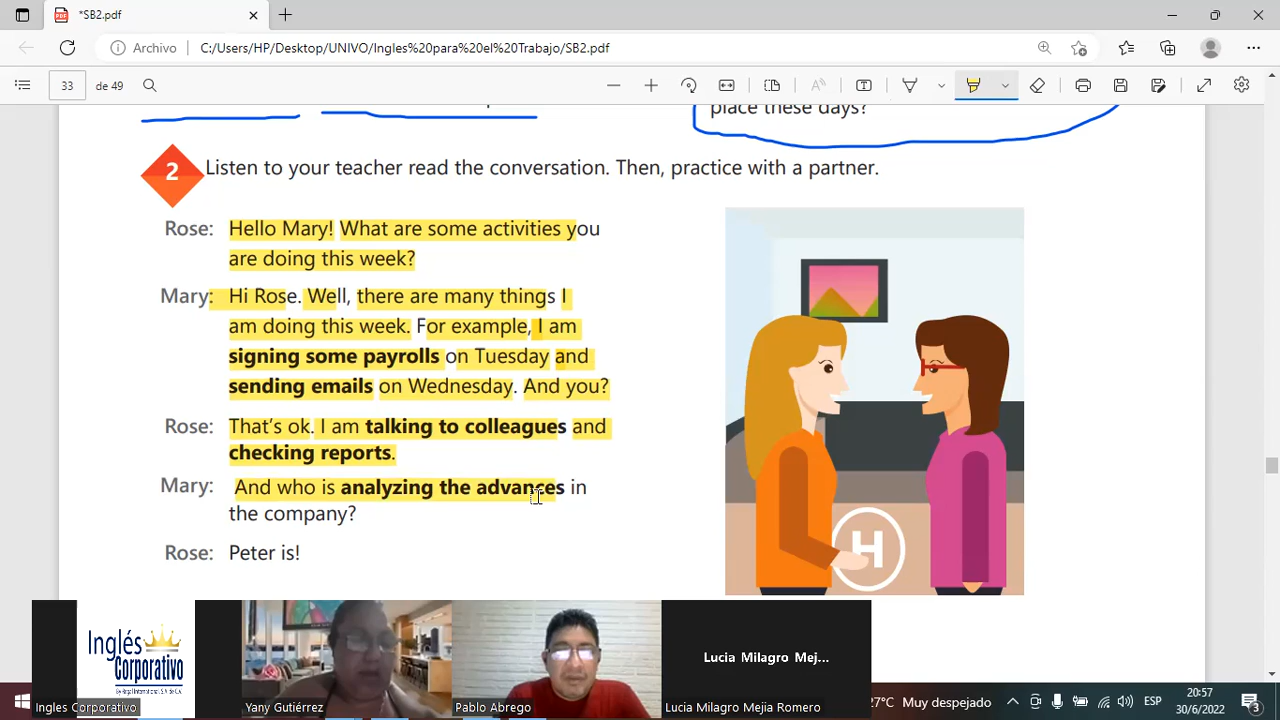 *SB2.pdf
Archivo
C:/Users/HP/Desktop/UNIVO/Ingles%20para%20el%20Trabajo/SB2.pdf
33
de 49
place these days?
2
Listen to your teacher read the conversation. Then, practice with a partner.
Rose: Hello Mary! What are some activities you
are doing this week?
Mary: Hi Rose. Well, there are many things I
am doing this week. For example, I am
signing some payrolls on Tuesday and
sending emails on Wednesday. And you?
Rose: That's ok. I am talking to colleagues and
checking reports.
Mary: And who is analyzing the advances in
the company?
Rose: Peter is!
H
Inglés
Corporativo
Lucia Milagro Mej...
Ingles Corporativo
Yany Gutiérrez
Pablo Abrego
Lucia Milagro Mejia Romero
27°C Muy despejado
ESP
20:57
30/6/2022
3